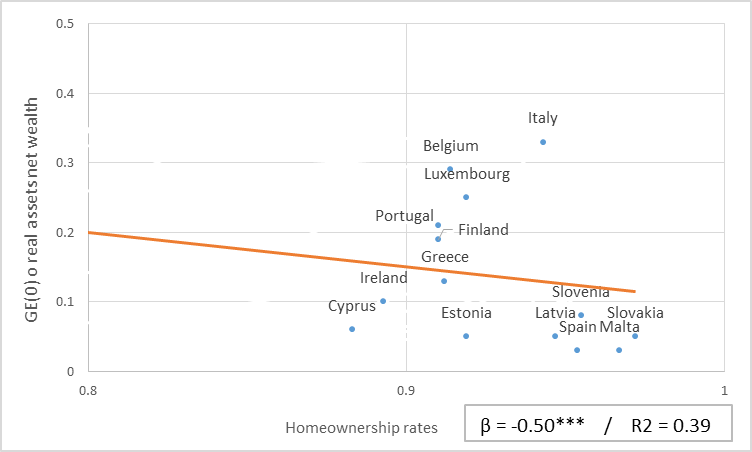 0.5
0.4
0.3
0.2
0.1
0
GE(0) o real assets net wealth
Italy
Belgium
Luxembourg
Portugal
Finland
Greece
Ireland
Slovenia
Cyprus
Estonia
Latvia
Slovakia
Spain
Malta
0.8
0.9
1
Homeownership rates
β = -0.50*** / R2 = 0.39